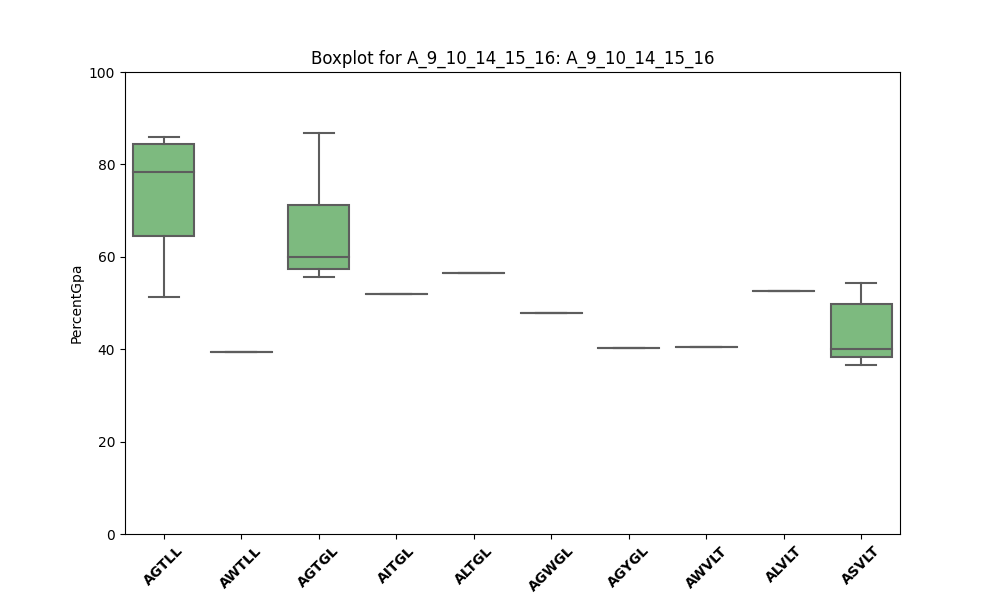 Boxplot for A_9_10_14_15_16: A_9_10_14_15_16
PercentGpa
100
80
60
40
20
0
AGTLL
AWTLL
AGTGL
AITGL
ALTGL
AGWGL
AGYGL
AWVLT
ALVLT
ASVLT